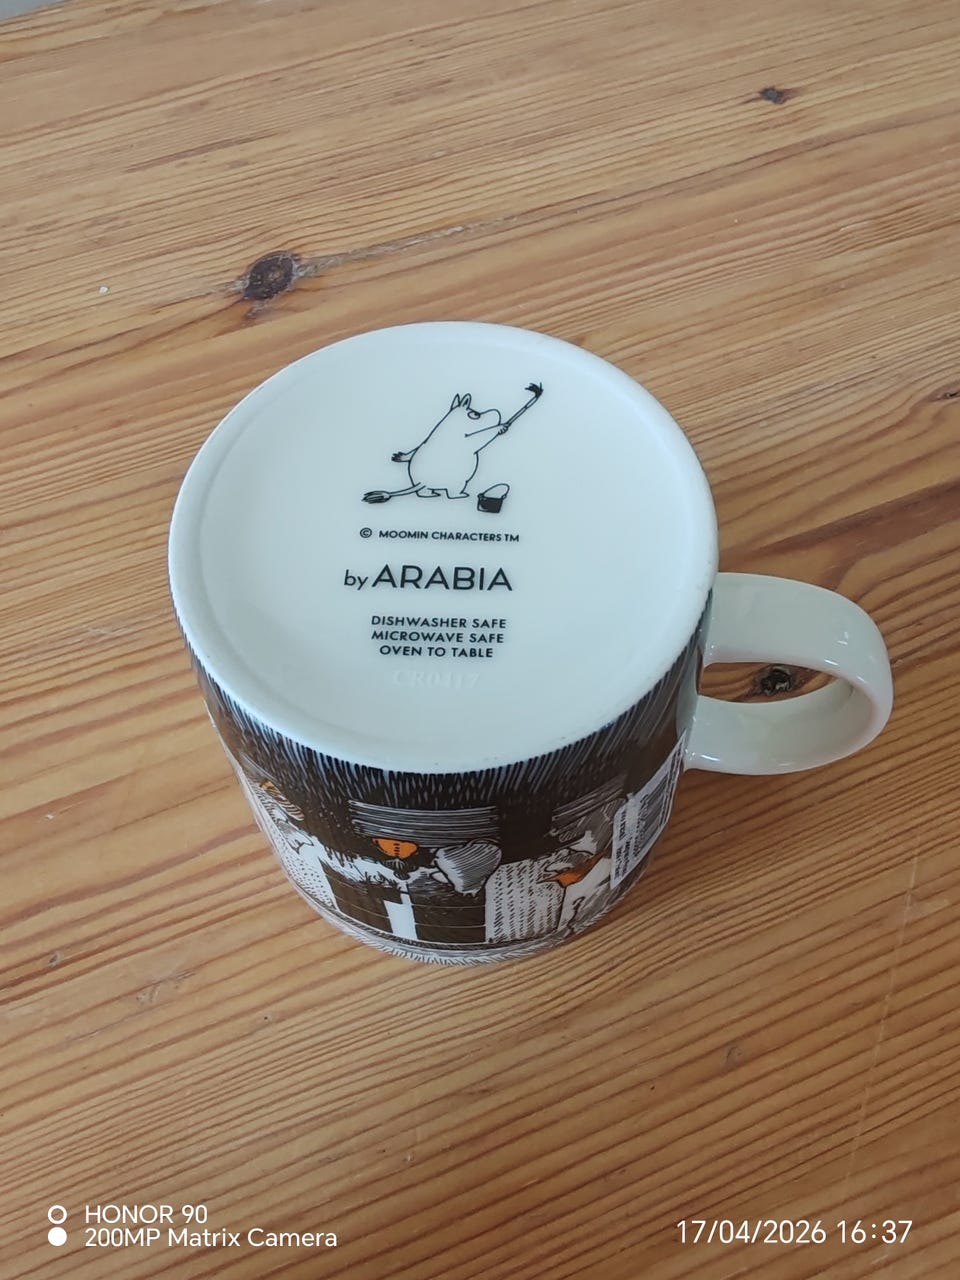 © MOOMIN CHARACTERS TM
by ARABIA
DISHWASHER SAFE
MICROWAVE SAFE
OVEN TO TABLE
CR0417
HONOR 90
200MP Matrix Camera
17/04/2026 16:37